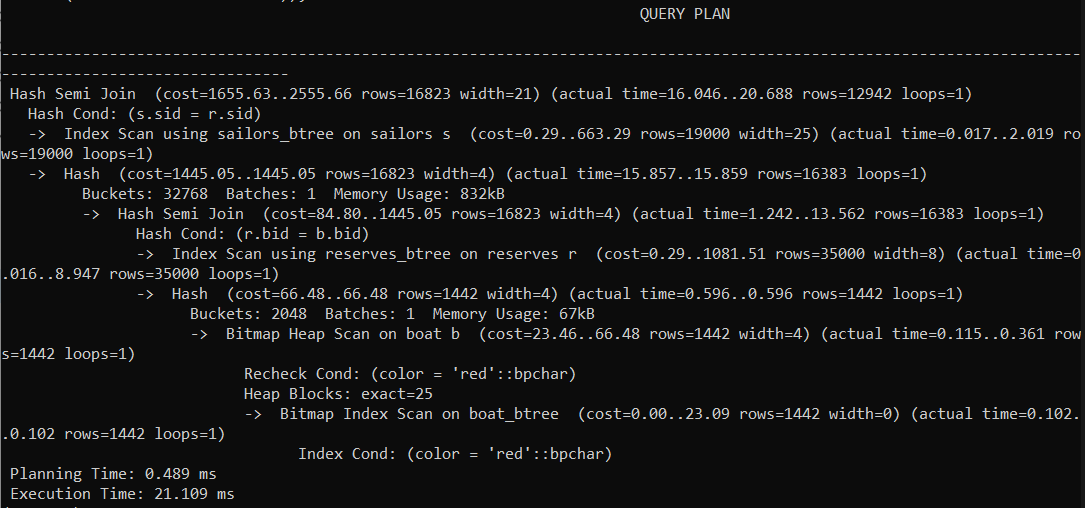 QUERY PLAN
---------------------------------------------------------------------------------------------------------------------
-------------------------------
Hash Semi Join  (cost=1655.63..2555.66 rows=16823 width=21) (actual time=16.046..20.688 rows=12942 loops=1)
Hash Cond: (s.sid = r.sid)
->  Index Scan using sailors_btree on sailors s  (cost=0.29..663.29 rows=19000 width=25) (actual time=0.017..2.019 ro
ws=19000 loops=1)
->  Hash  (cost=1445.05..1445.05 rows=16823 width=4) (actual time=15.857..15.859 rows=16383 loops=1)
Buckets: 32768  Batches: 1  Memory Usage: 832kB
->  Hash Semi Join  (cost=84.80..1445.05 rows=16823 width=4) (actual time=1.242..13.562 rows=16383 loops=1)
Hash Cond: (r.bid = b.bid)
->  Index Scan using reserves_btree on reserves r  (cost=0.29..1081.51 rows=35000 width=8) (actual time=0
.016..8.947 rows=35000 loops=1)
->  Hash  (cost=66.48..66.48 rows=1442 width=4) (actual time=0.596..0.596 rows=1442 loops=1)
Buckets: 2048  Batches: 1  Memory Usage: 67kB
->  Bitmap Heap Scan on boat b  (cost=23.46..66.48 rows=1442 width=4) (actual time=0.115..0.361 row
s=1442 loops=1)
Recheck Cond: (color = 'red'::bpchar)
Heap Blocks: exact=25
->  Bitmap Index Scan on boat_btree  (cost=0.00..23.09 rows=1442 width=0) (actual time=0.102.
.0.102 rows=1442 loops=1)
Index Cond: (color = 'red'::bpchar)
Planning Time: 0.489 ms
Execution Time: 21.109 ms